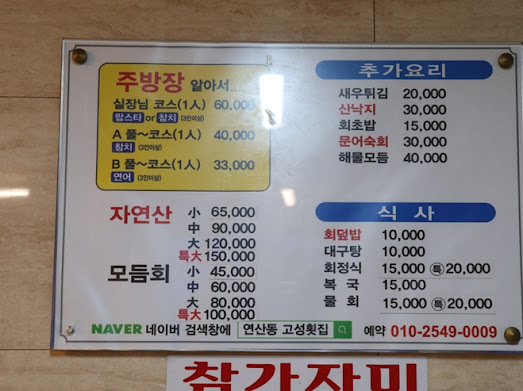 주방장 알아서....
실장님 코스(1人) 60,000
랍스타 or 참치 (3인이상)
A 풀~코스(1人) 40,000
참치 (3인이상)
B 풀~코스(1人) 33,000
연어 (3인이상)
자연산 小 65,000
中 90,000
大 120,000
특大 150,000
모듬회 小 45,000
中 60,000
大 80,000
특大 100,000
추가요리
새우튀김 20,000
산낙지 30,000
회초밥 15,000
문어숙회 30,000
해물모듬 40,000
식 사
회덮밥 10,000
대구탕 10,000
회정식 15,000 특 20,000
복 국 15,000
물 회 15,000 특 20,000
NAVER 네이버 검색창에 연산동 고성횟집 예약 010-2549-0009
참가자미